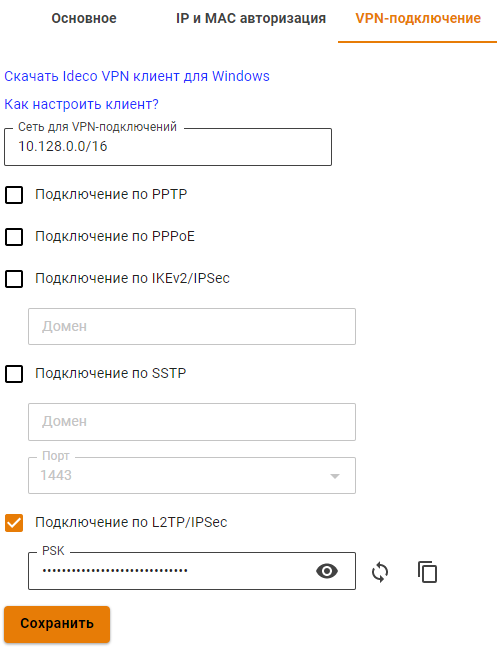 Основное IP и MAC авторизация VPN-подключение
Скачать Ideco VPN клиент для Windows
Как настроить клиент?
Сеть для VPN-подключений
10.128.0.0/16
Подключение по PPTP
Подключение по PPPoE
Подключение по IKEv2/IPSec
Домен
Подключение по SSTP
Домен
Порт
1443
Подключение по L2TP/IPSec
PSK
Сохранить